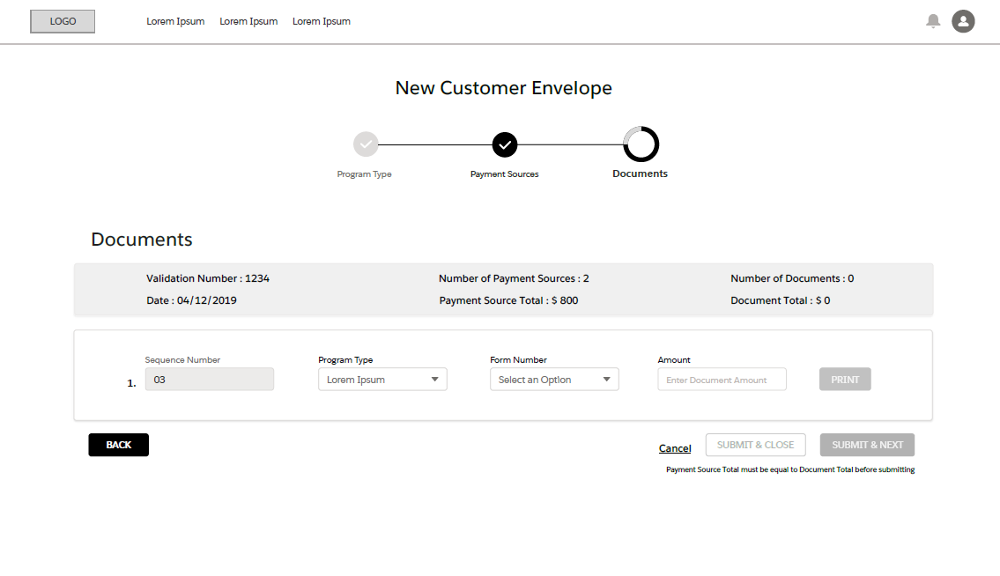 LOGO Lorem Ipsum Lorem Ipsum Lorem Ipsum
New Customer Envelope
Program Type Payment Sources Documents
Documents
Validation Number : 1234 Number of Payment Sources : 2 Number of Documents : 0
Date : 04/12/2019 Payment Source Total : $ 800 Document Total : $ 0
Sequence Number Program Type Form Number Amount
1. 03 Lorem Ipsum Select an Option Enter Document Amount PRINT
BACK Cancel SUBMIT & CLOSE SUBMIT & NEXT
Payment Source Total must be equal to Document Total before submitting